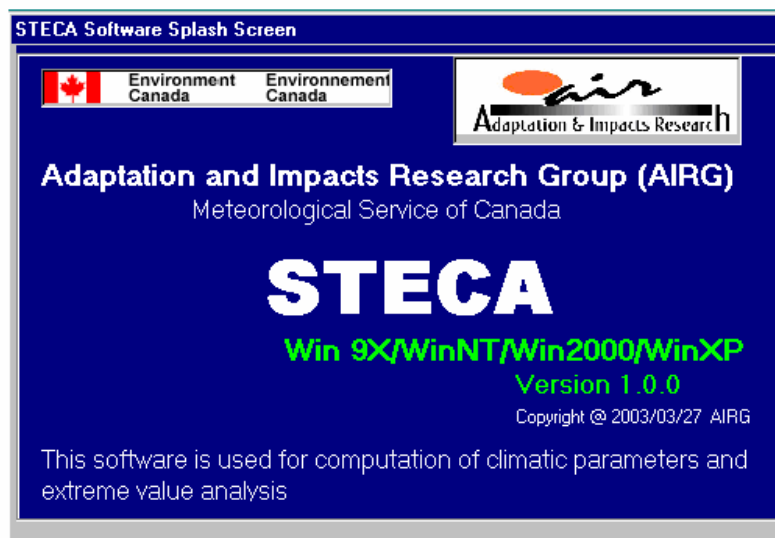 STECA Software Splash Screen
Environment Environnement
Canada Canada
air
Adaptation & Impacts Research
Adaptation and Impacts Research Group (AIRG)
Meteorological Service of Canada
STECA
Win 9X/WinNT/Win2000/WinXP
Version 1.0.0
Copyright @ 2003/03/27 AIRG
This software is used for computation of climatic parameters and
extreme value analysis